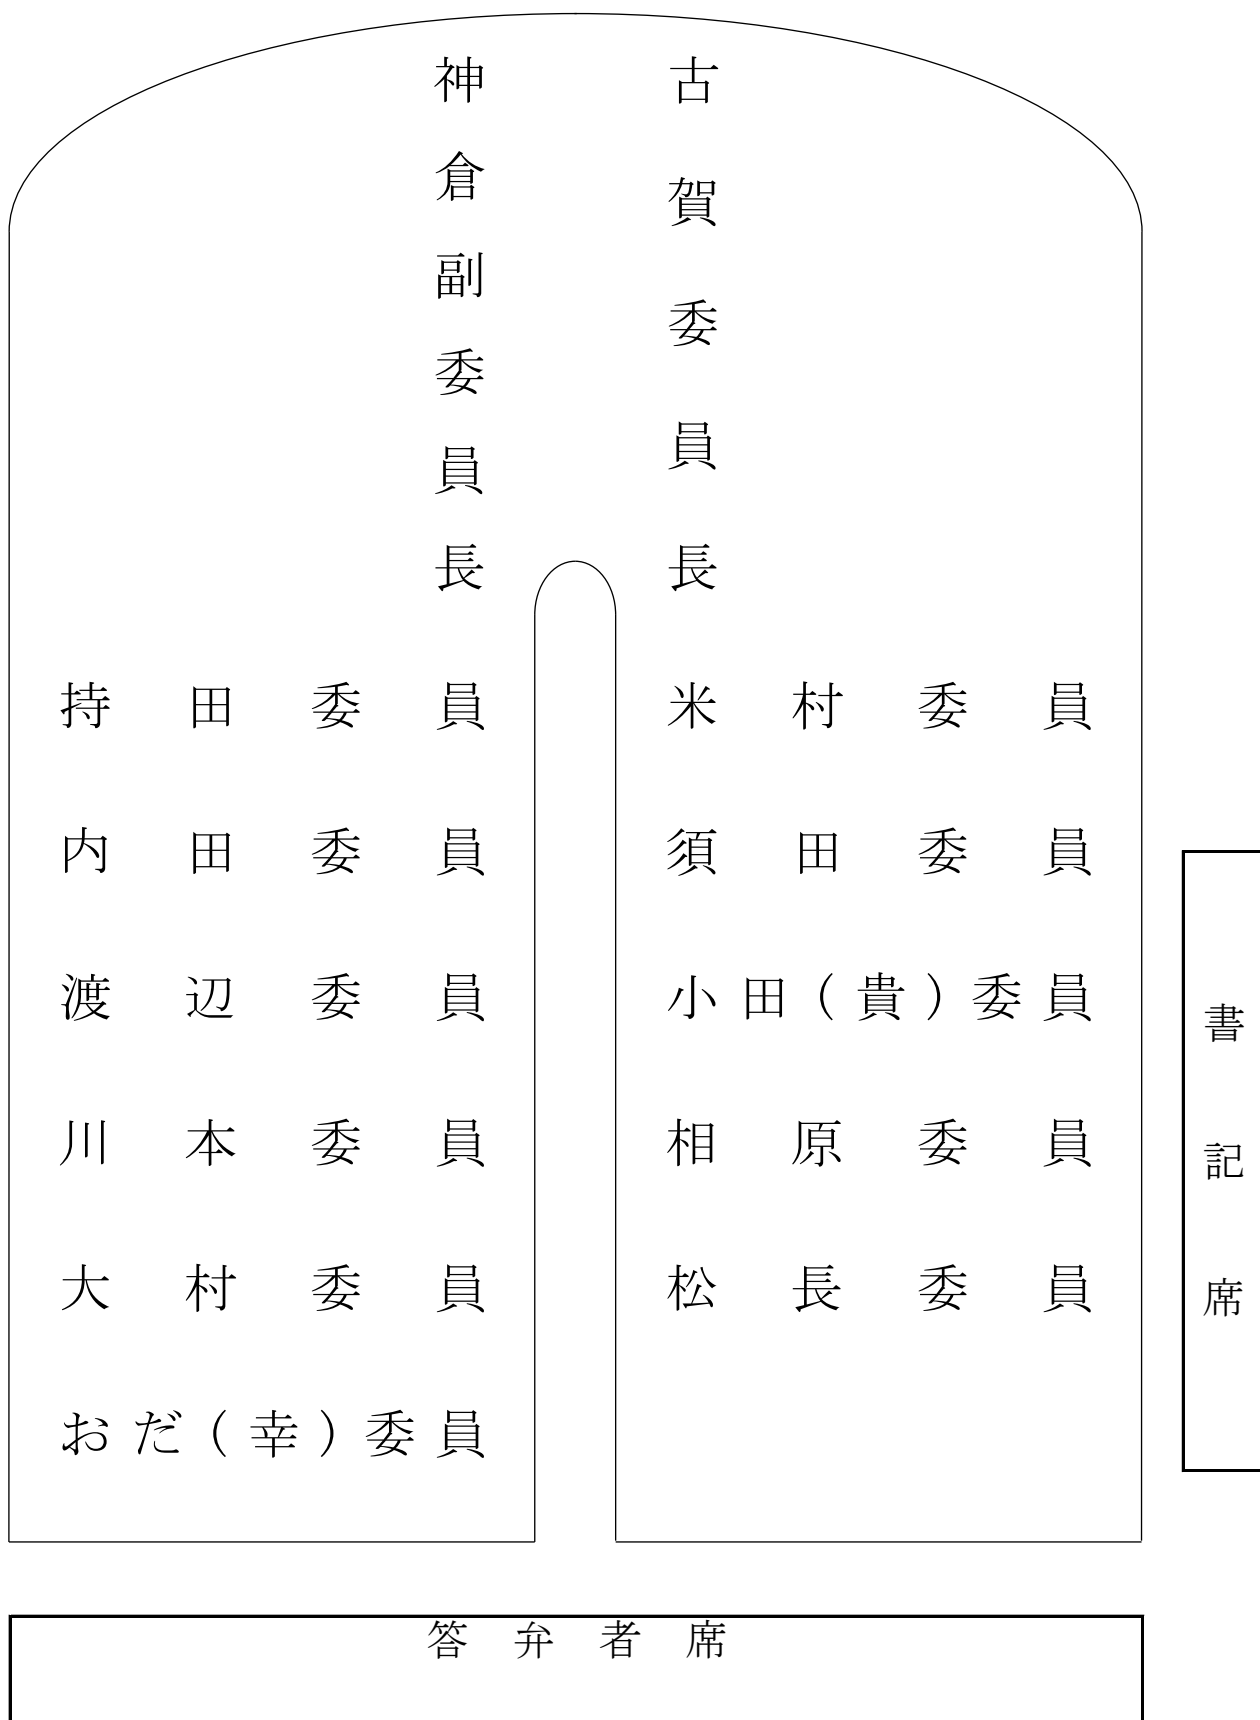 古賀委員長
神倉副委員長
持田委員
米村委員
内田委員
須田委員
渡辺委員
小田(貴)委員
川本委員
相原委員
大村委員
松長委員
おだ(幸)委員
書記席
答弁者席